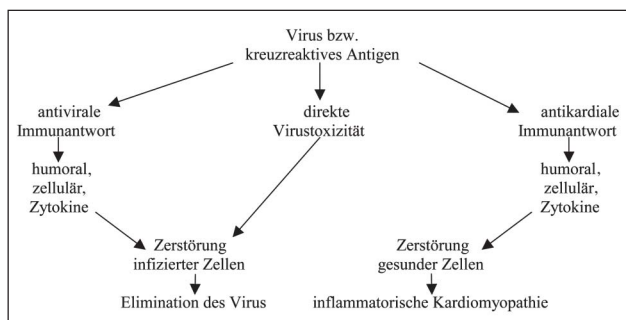 Virus bzw.
kreuzreaktives Antigen
antivirale
Immunantwort
direkte
Virustoxizität
antikardiale
Immunantwort
humoral,
zellulär,
Zytokine
humoral,
zellulär,
Zytokine
Zerstörung
infizierter Zellen
Zerstörung
gesunder Zellen
Elimination des Virus
inflammatorische Kardiomyopathie